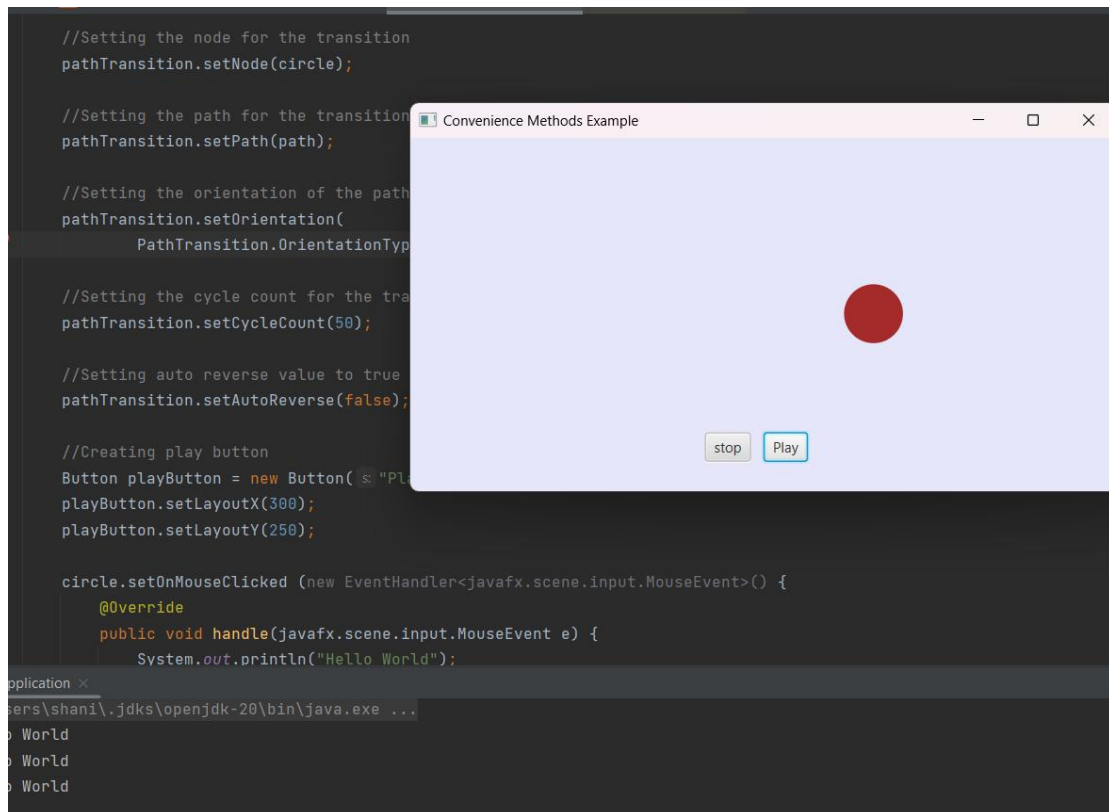 //Setting the node for the transition
pathTransition.setNode(circle);
//Setting the path for the transition
pathTransition.setPath(path);
//Setting the orientation of the path
pathTransition.setOrientation(
PathTransition.OrientationTyp
//Setting the cycle count for the tra
pathTransition.setCycleCount(50);
//Setting auto reverse value to true
pathTransition.setAutoReverse(false);
//Creating play button
Button playButton = new Button( s: "Pla
playButton.setLayoutX(300);
playButton.setLayoutY(250);
circle.setOnMouseClicked (new EventHandler<javafx.scene.input.MouseEvent>() {
@Override
public void handle(javafx.scene.input.MouseEvent e) {
System.out.println("Hello World");
Convenience Methods Example
stop Play
pplication
sers\shani\.jdks\openjdk-20\bin\java.exe ...
o World
o World
o World